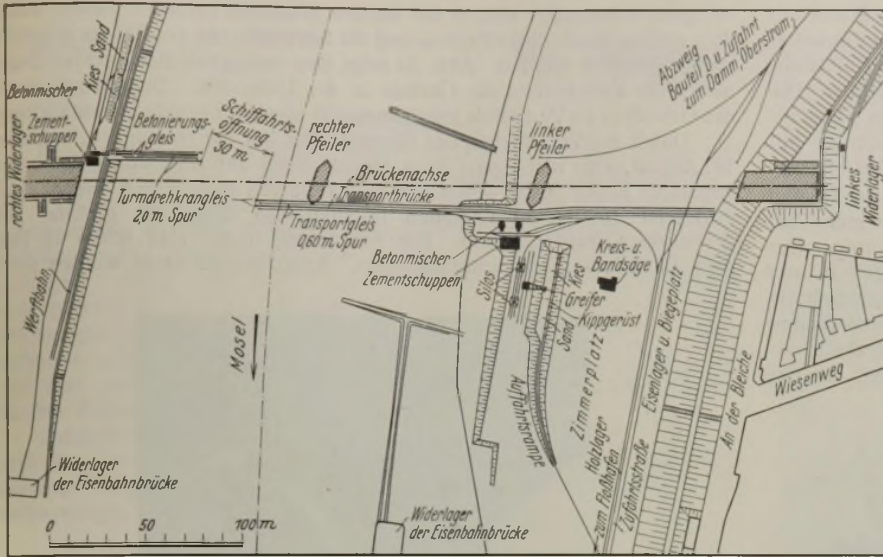 Kies
Sand
Betonmischer
Zement-
schuppen
Betonierungs-
gleis
Schiffahrts-
öffnung
30 m
rechter
Pfeiler
linker
Pfeiler
Abzweig
Bauteil D u. Zufahrt
zum Damm, Oberstrom
rechtes Widerlager
Brückenachse
Transportbrücke
linkes
Widerlager
Turmdrehkrangleis
2,0 m. Spur
Transportgleis
0,60 m. Spur
Betonmischer
Zementschuppen
Kreis- u.
Bandsäge
Werftbahn
Mosel
Silos
Kies
Greifer
Kippgerüst
Sand
Auffahrtsrampe
Zimmerplatz
Holzlager
zum Floßhafen
Zufahrtsstraße
Eisenlager u. Biegeplatz
An der Bleiche
Wiesenweg
Widerlager
der Eisenbahnbrücke
Widerlager
der Eisenbahnbrücke
0 50 100 m